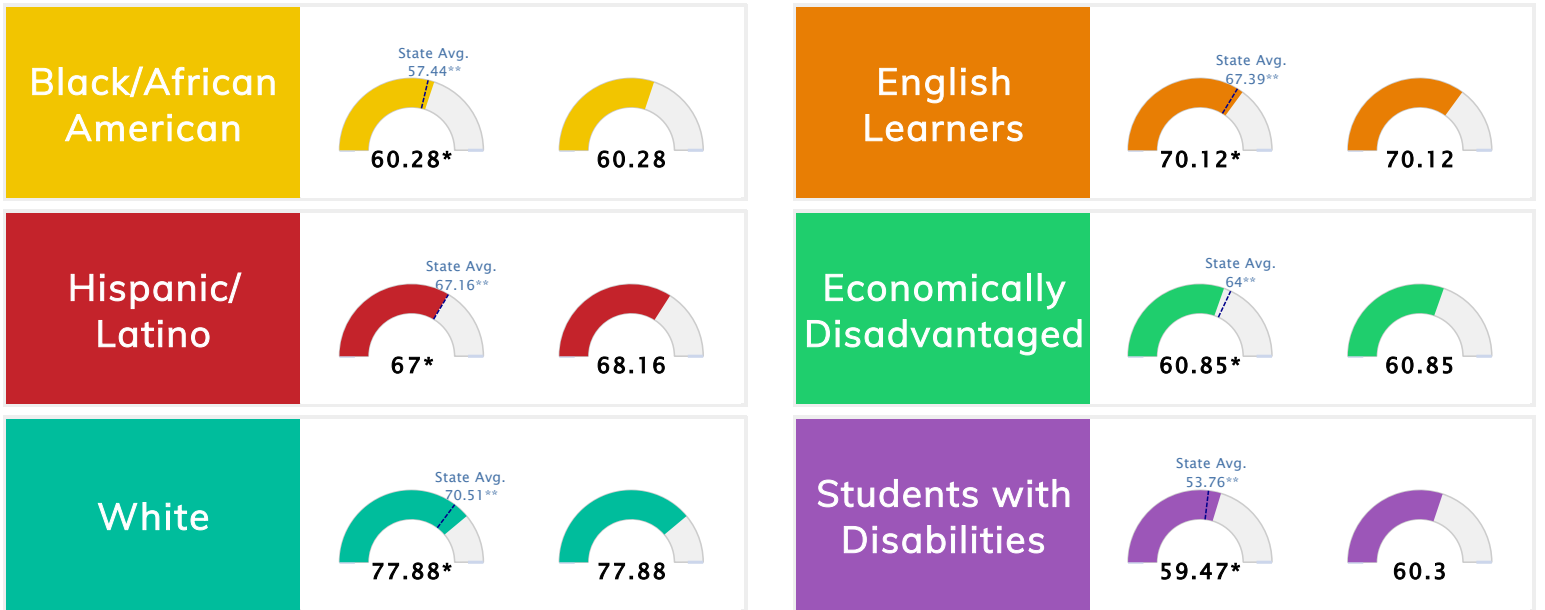 Black/African
American
State Avg.
57.44**
60.28*
60.28
English
Learners
State Avg.
67.39**
70.12*
70.12
Hispanic/
Latino
State Avg.
67.16**
67*
68.16
Economically
Disadvantaged
State Avg.
64**
60.85*
60.85
White
State Avg.
70.51**
77.88*
77.88
Students with
Disabilities
State Avg.
53.76**
59.47*
60.3